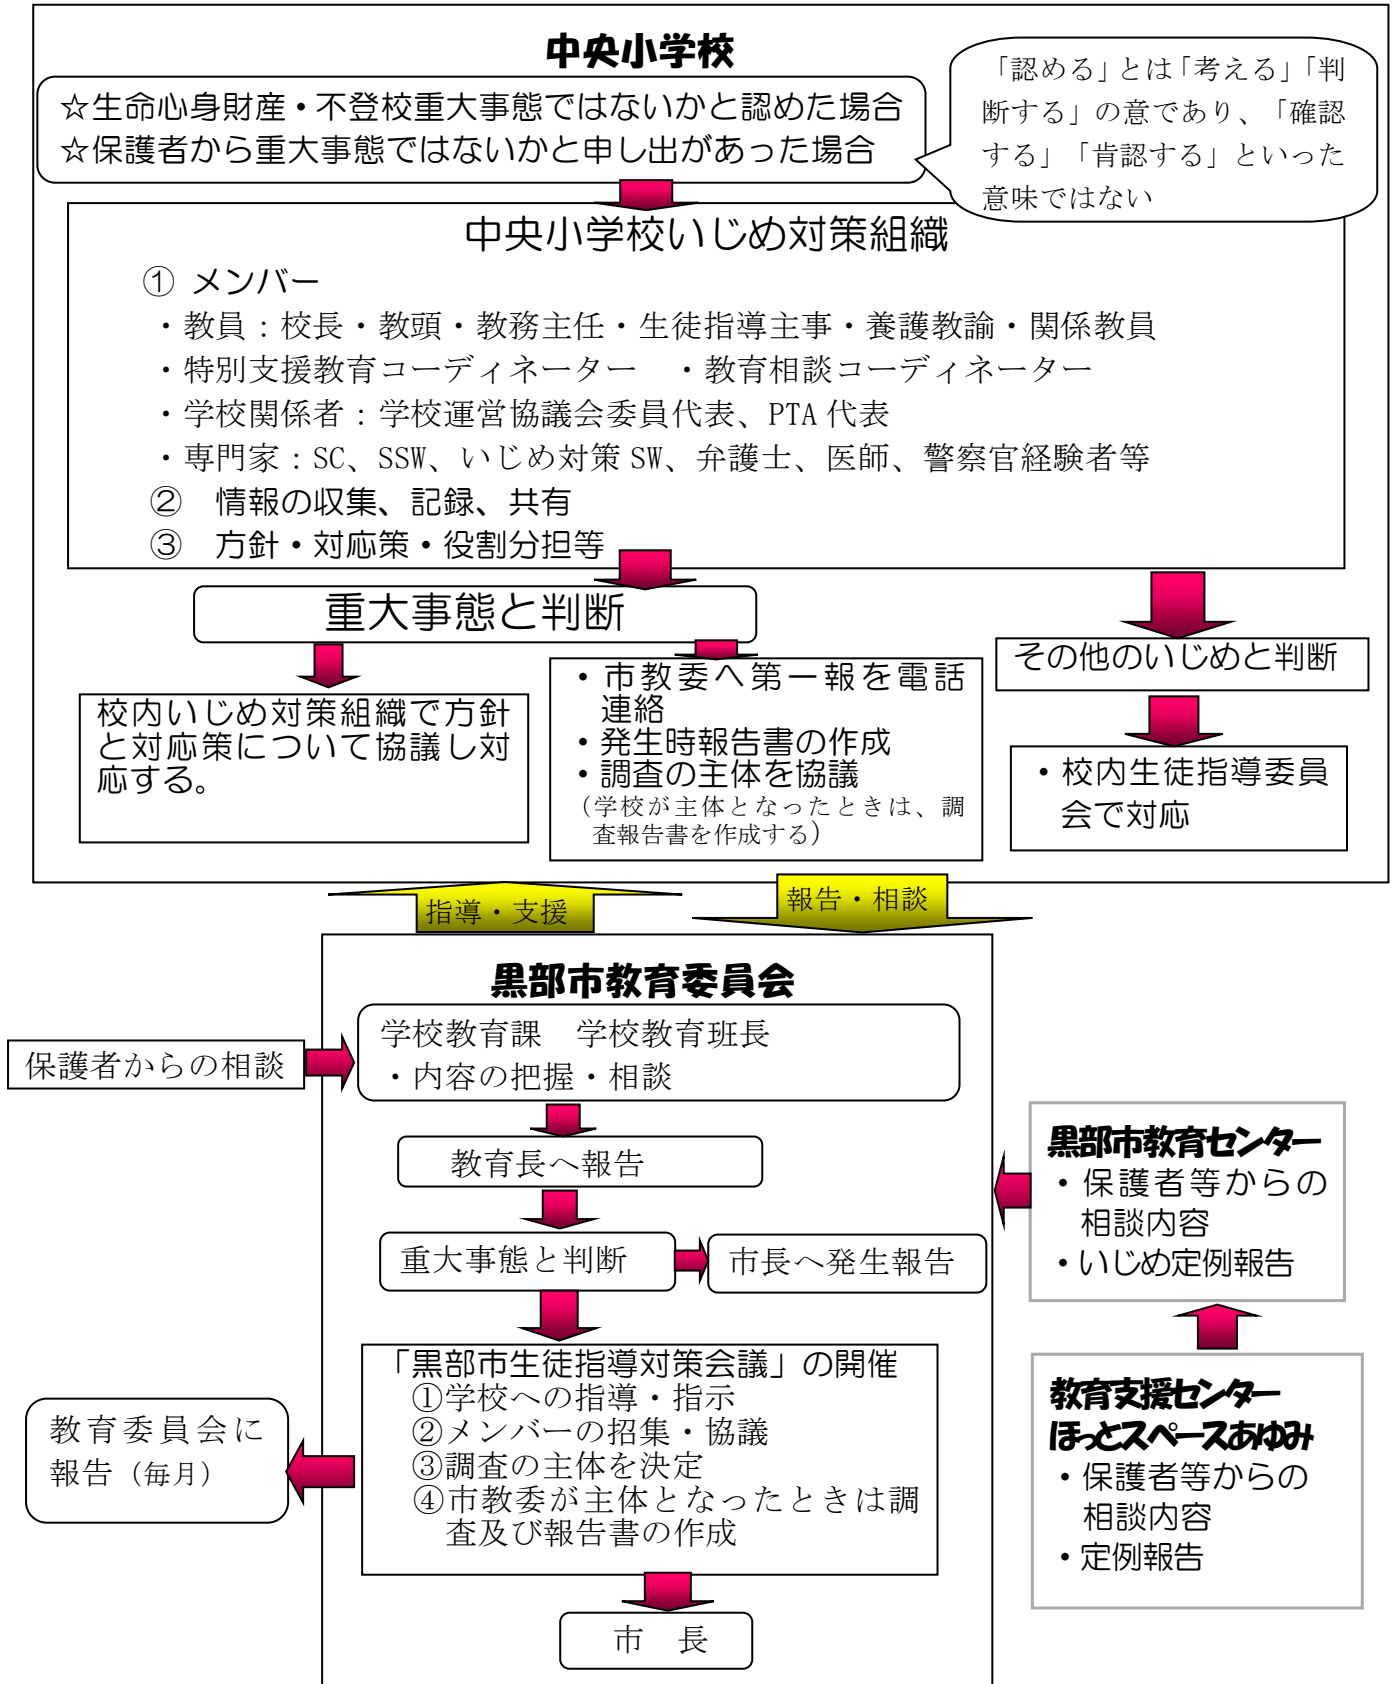 中央小学校
☆生命心身財産・不登校重大事態ではないかと認めた場合
☆保護者から重大事態ではないかと申し出があった場合
「認める」とは「考える」「判
断する」の意であり、「確認
する」「肯認する」といった
意味ではない
中央小学校いじめ対策組織
① メンバー
・教員：校長・教頭・教務主任・生徒指導主事・養護教諭・関係教員
・特別支援教育コーディネーター　・教育相談コーディネーター
・学校関係者：学校運営協議会委員代表、PTA 代表
・専門家：SC、SSW、いじめ対策 SW、弁護士、医師、警察官経験者等
②　情報の収集、記録、共有
③　方針・対応策・役割分担等
重大事態と判断
校内いじめ対策組織で方針
と対応策について協議し対
応する。
・市教委へ第一報を電話
連絡
・発生時報告書の作成
・調査の主体を協議
（学校が主体となったときは、調
査報告書を作成する）
その他のいじめと判断
・校内生徒指導委員
会で対応
指導・支援
報告・相談
黒部市教育委員会
学校教育課　学校教育班長
・内容の把握・相談
保護者からの相談
教育長へ報告
重大事態と判断
市長へ発生報告
「黒部市生徒指導対策会議」の開催
①学校への指導・指示
②メンバーの招集・協議
③調査の主体を決定
④市教委が主体となったときは調
査及び報告書の作成
教育委員会に
報告（毎月）
市　長
黒部市教育センター
・保護者等からの
相談内容
・いじめ定例報告
教育支援センター
ほっとスペースあゆみ
・保護者等からの
相談内容
・定例報告